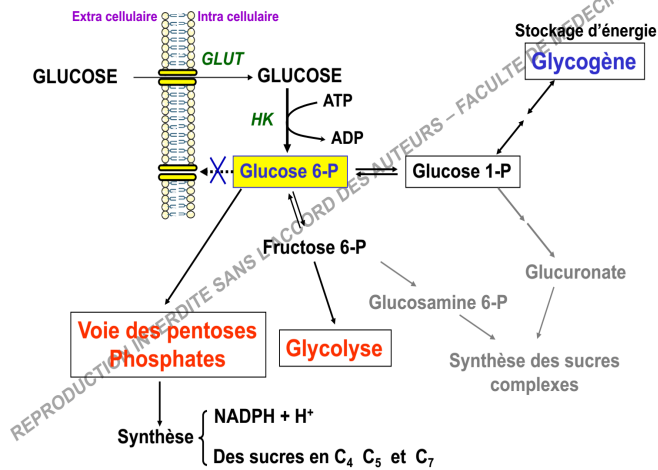 Extra cellulaire Intra cellulaire
Stockage d'énergie
GLUT
Glycogène
GLUCOSE
GLUCOSE
ATP
HK
ADP
Glucose 6-P
Glucose 1-P
Fructose 6-P
Glucuronate
Glucosamine 6-P
Voie des pentoses
Phosphates
Glycolyse
Synthèse des sucres
complexes
NADPH + H⁺
Synthèse
Des sucres en C₄ C₅ et C₇
REPRODUCTION INTERDITE SANS L'ACCORD DES AUTEURS – FACULTE DE MEDECIN